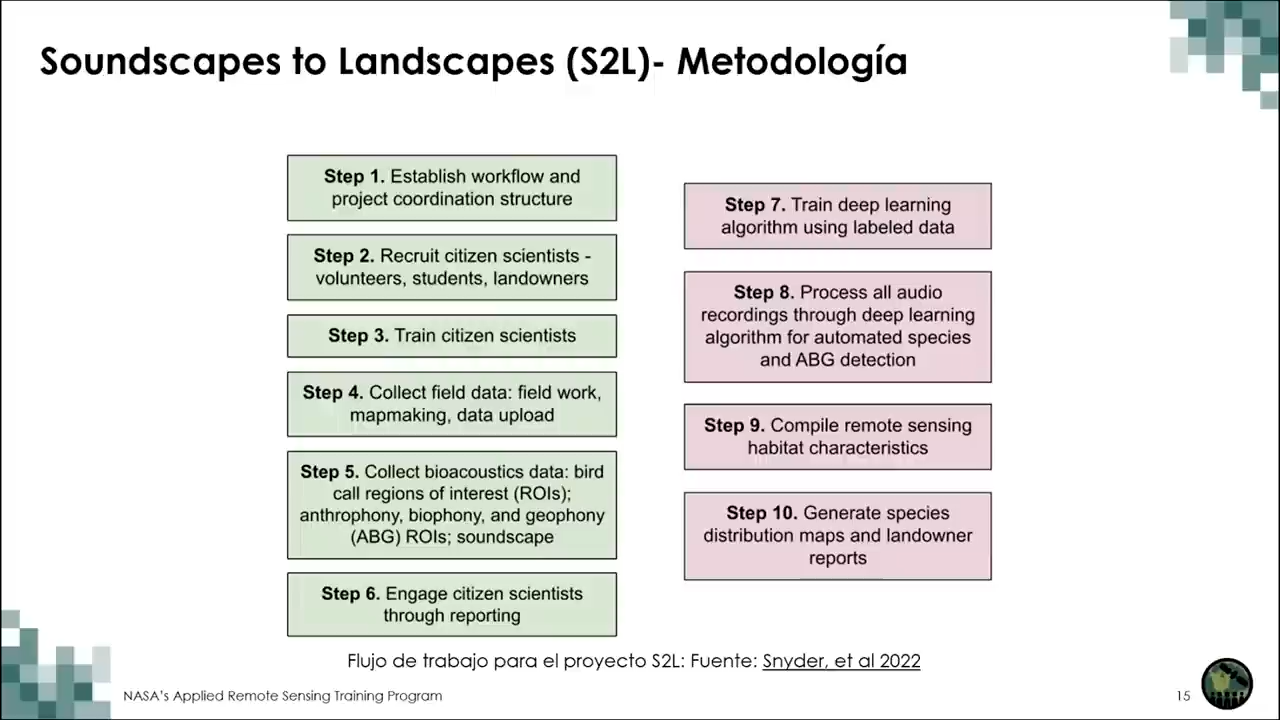 Soundscapes to Landscapes (S2L)- Metodología
Step 1. Establish workflow and
project coordination structure
Step 2. Recruit citizen scientists -
volunteers, students, landowners
Step 3. Train citizen scientists
Step 4. Collect field data: field work,
mapmaking, data upload
Step 5. Collect bioacoustics data: bird
call regions of interest (ROIs);
anthrophony, biophony, and geophony
(ABG) ROIs; soundscape
Step 6. Engage citizen scientists
through reporting
Step 7. Train deep learning
algorithm using labeled data
Step 8. Process all audio
recordings through deep learning
algorithm for automated species
and ABG detection
Step 9. Compile remote sensing
habitat characteristics
Step 10. Generate species
distribution maps and landowner
reports
Flujo de trabajo para el proyecto S2L: Fuente: Snyder, et al 2022
NASA's Applied Remote Sensing Training Program
15